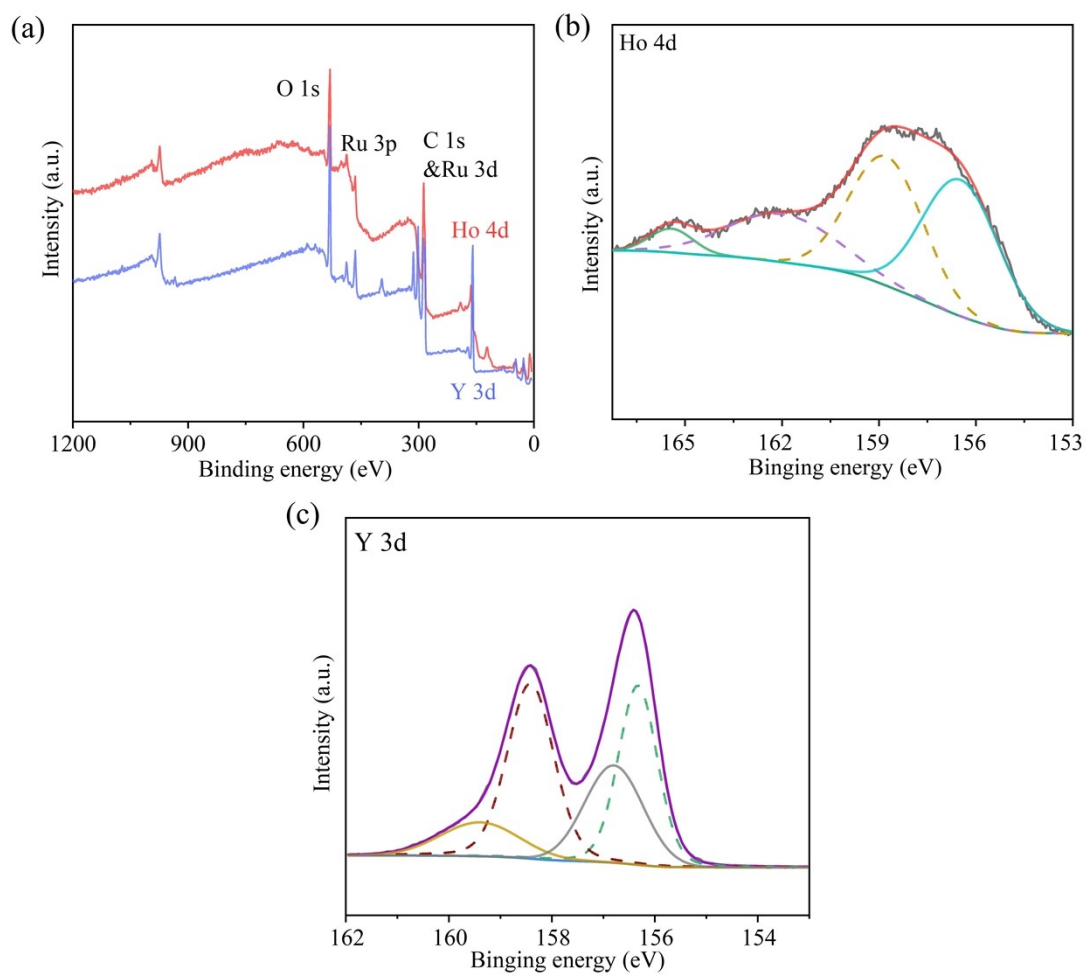 (a)
O 1s
Ru 3p
C 1s
&Ru 3d
Ho 4d
Y 3d
Intensity (a.u.)
1200 900 600 300 0
Binding energy (eV)
(b)
Ho 4d
Intensity (a.u.)
165 162 159 156 153
Binging energy (eV)
(c)
Y 3d
Intensity (a.u.)
162 160 158 156 154
Binging energy (eV)